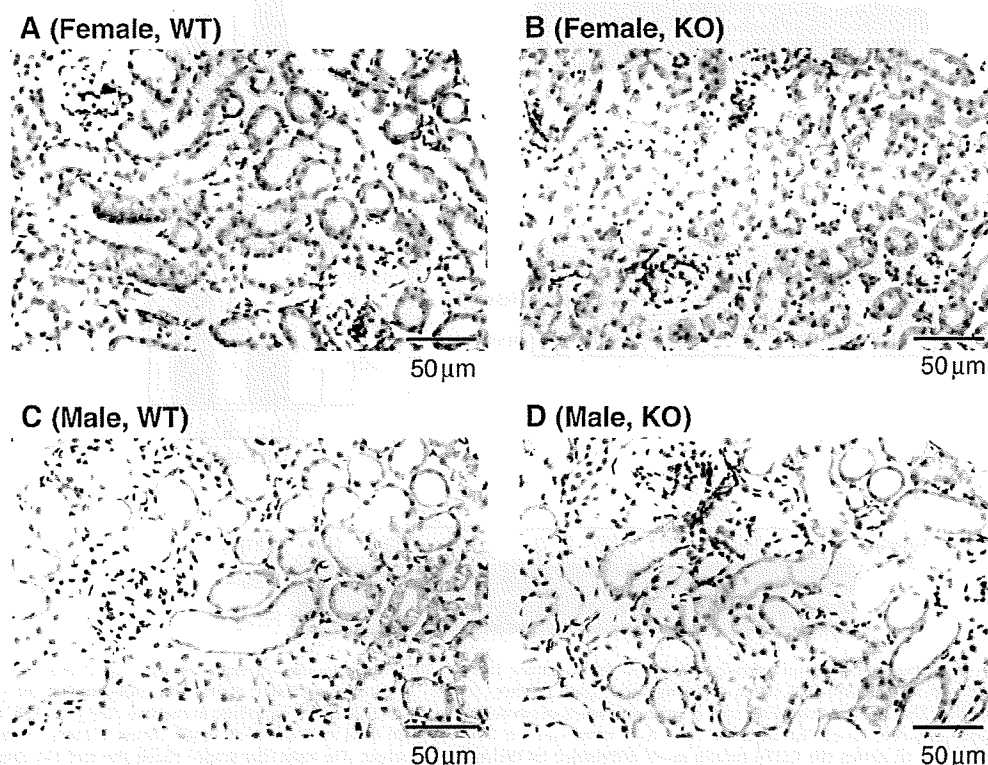 A (Female, WT)
B (Female, KO)
50 μm
50 μm
C (Male, WT)
D (Male, KO)
50 μm
50 μm